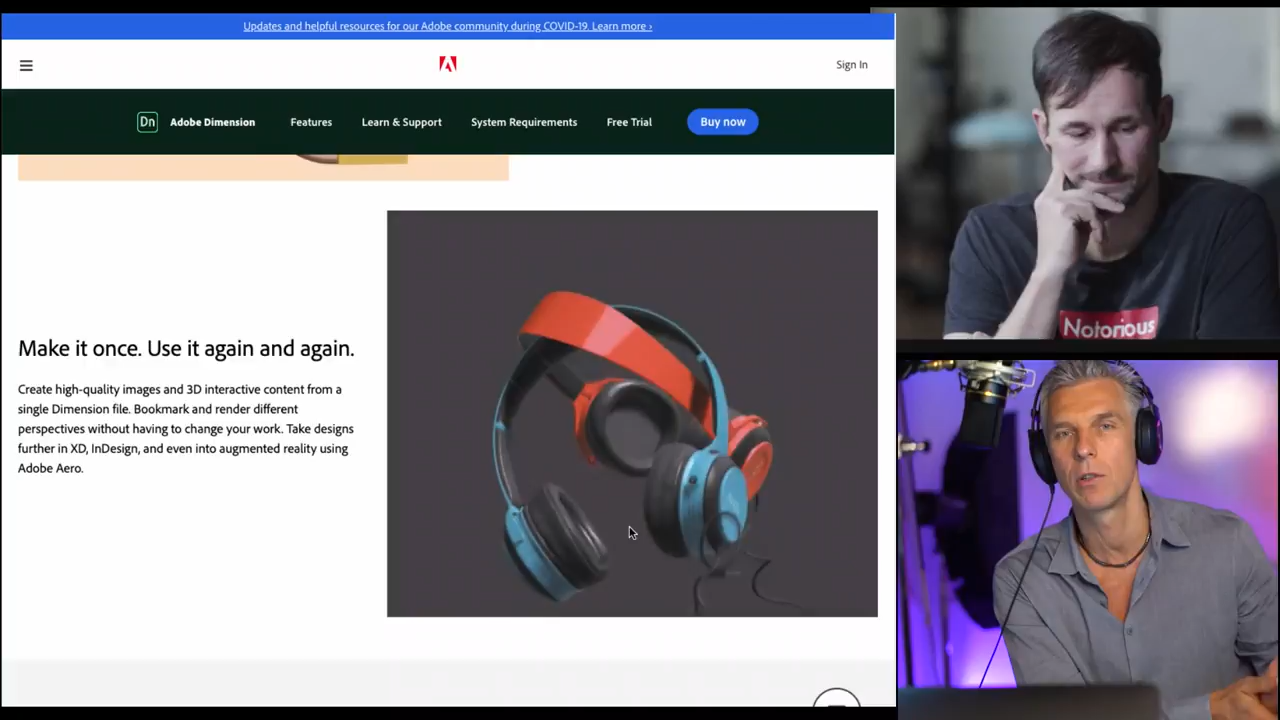 Updates and helpful resources for our Adobe community during COVID-19. Learn more ›
Sign In
Dn Adobe Dimension Features Learn & Support System Requirements Free Trial Buy now
Make it once. Use it again and again.
Create high-quality images and 3D interactive content from a
single Dimension file. Bookmark and render different
perspectives without having to change your work. Take designs
further in XD, InDesign, and even into augmented reality using
Adobe Aero.
Notorious